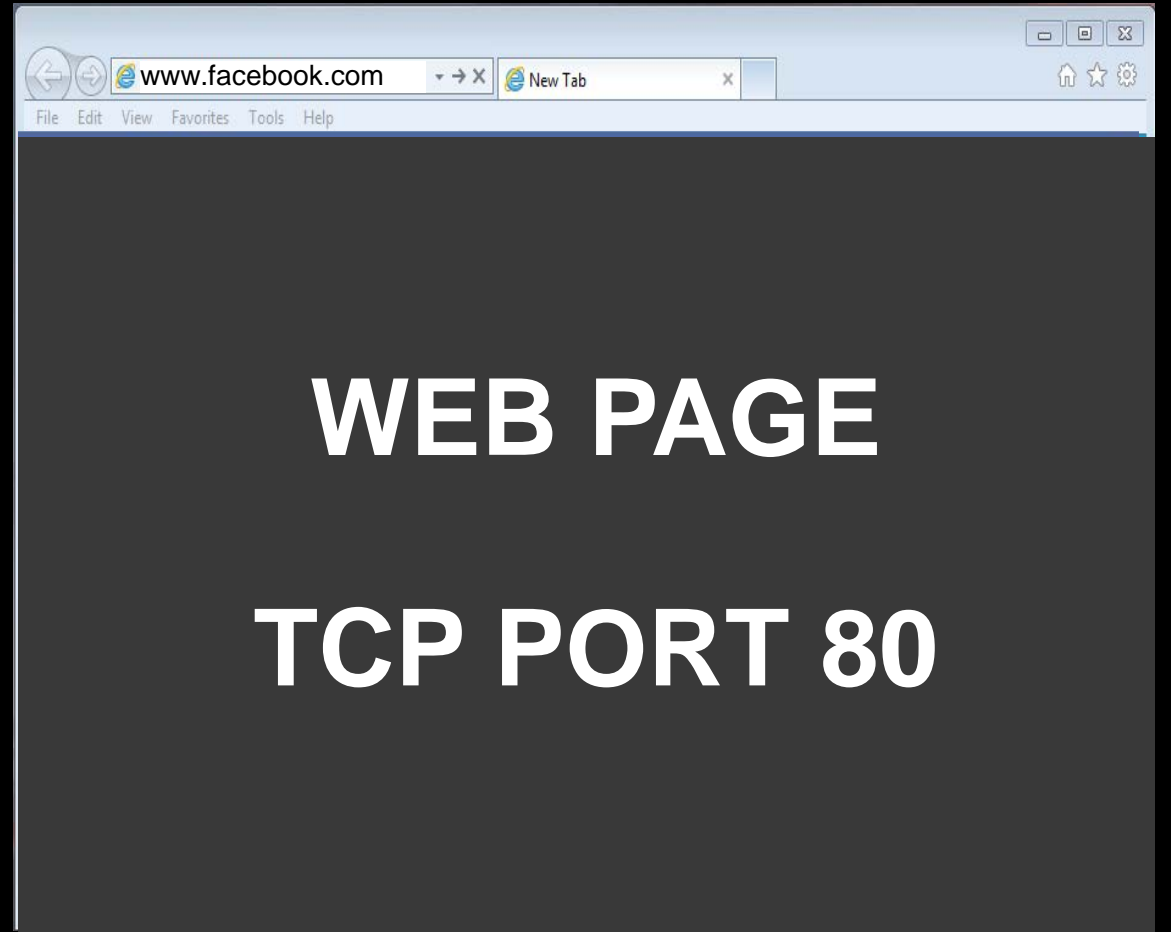 www.facebook.com
New Tab
File Edit View Favorites Tools Help
WEB PAGE
TCP PORT 80